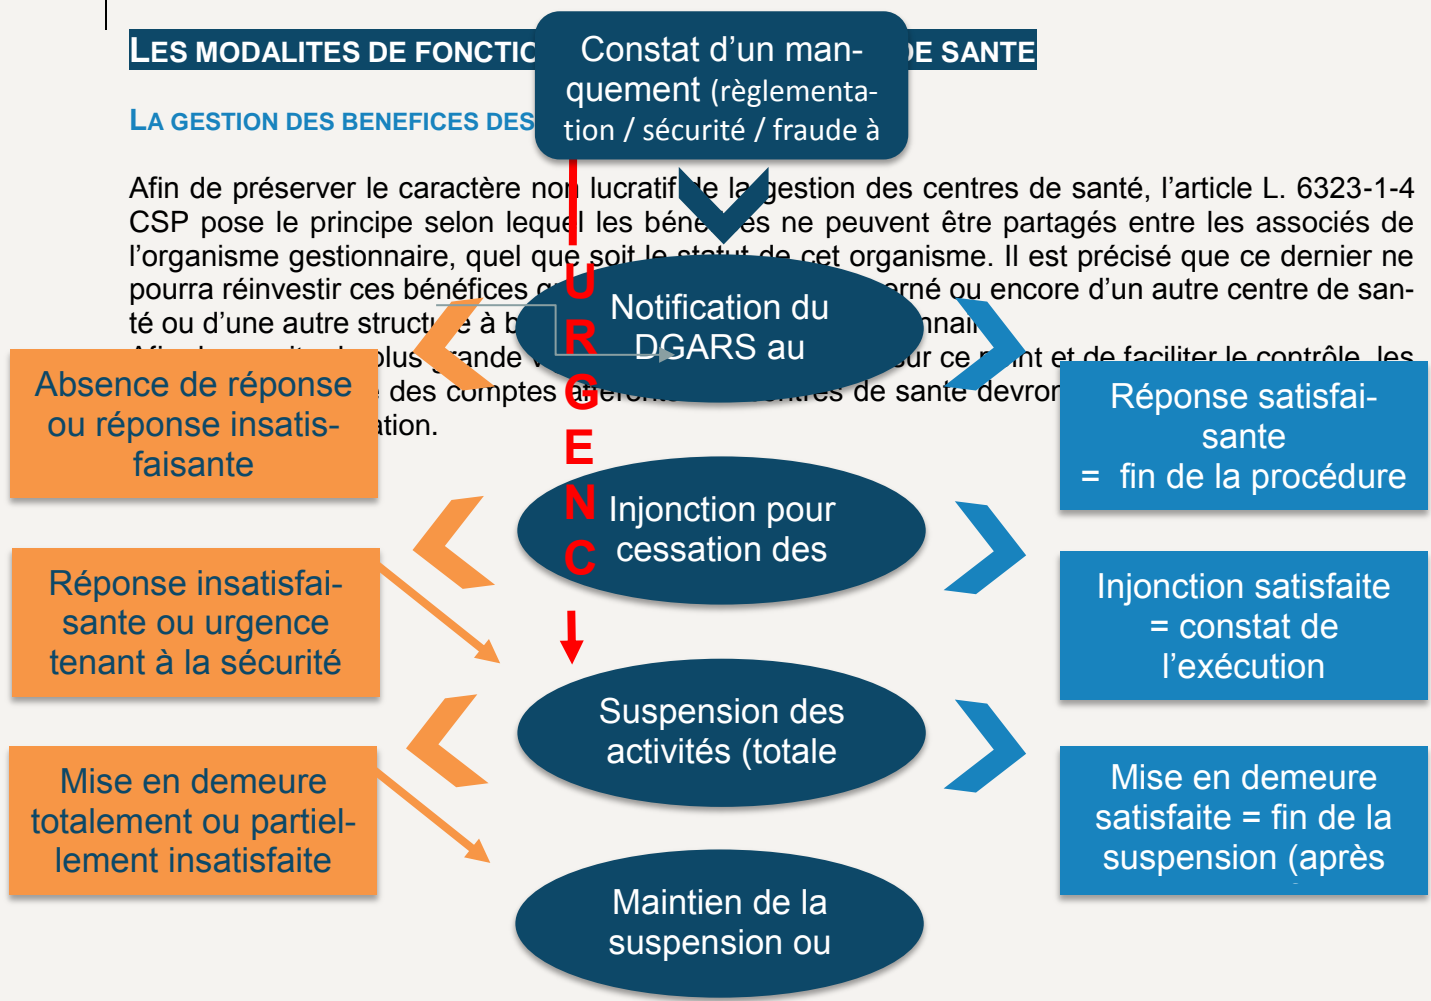 LES MODALITES DE FONCTIO DE SANTE
LA GESTION DES BENEFICES DES
Constat d’un man-
quement (règlementa-
tion / sécurité / fraude à
Afin de préserver le caractère non lucratif de la gestion des centres de santé, l’article L. 6323-1-4
CSP pose le principe selon lequel les bénéfices ne peuvent être partagés entre les associés de
l’organisme gestionnaire, quel que soit le statut de cet organisme. Il est précisé que ce dernier ne
pourra réinvestir ces bénéfices erné ou encore d’un autre centre de san-
té ou d’une autre structure à b nnair
plus grande sur ce point et de faciliter le contrôle, les
des comptes de santé devron
ation.
URGENC
Notification du
DGARS au
Absence de réponse
ou réponse insatis-
faisante
Réponse satisfai-
sante
= fin de la procédure
Injonction pour
cessation des
Réponse insatisfai-
sante ou urgence
tenant à la sécurité
Injonction satisfaite
= constat de
l’exécution
Suspension des
activités (totale
Mise en demeure
totalement ou partiel-
lement insatisfaite
Mise en demeure
satisfaite = fin de la
suspension (après
Maintien de la
suspension ou